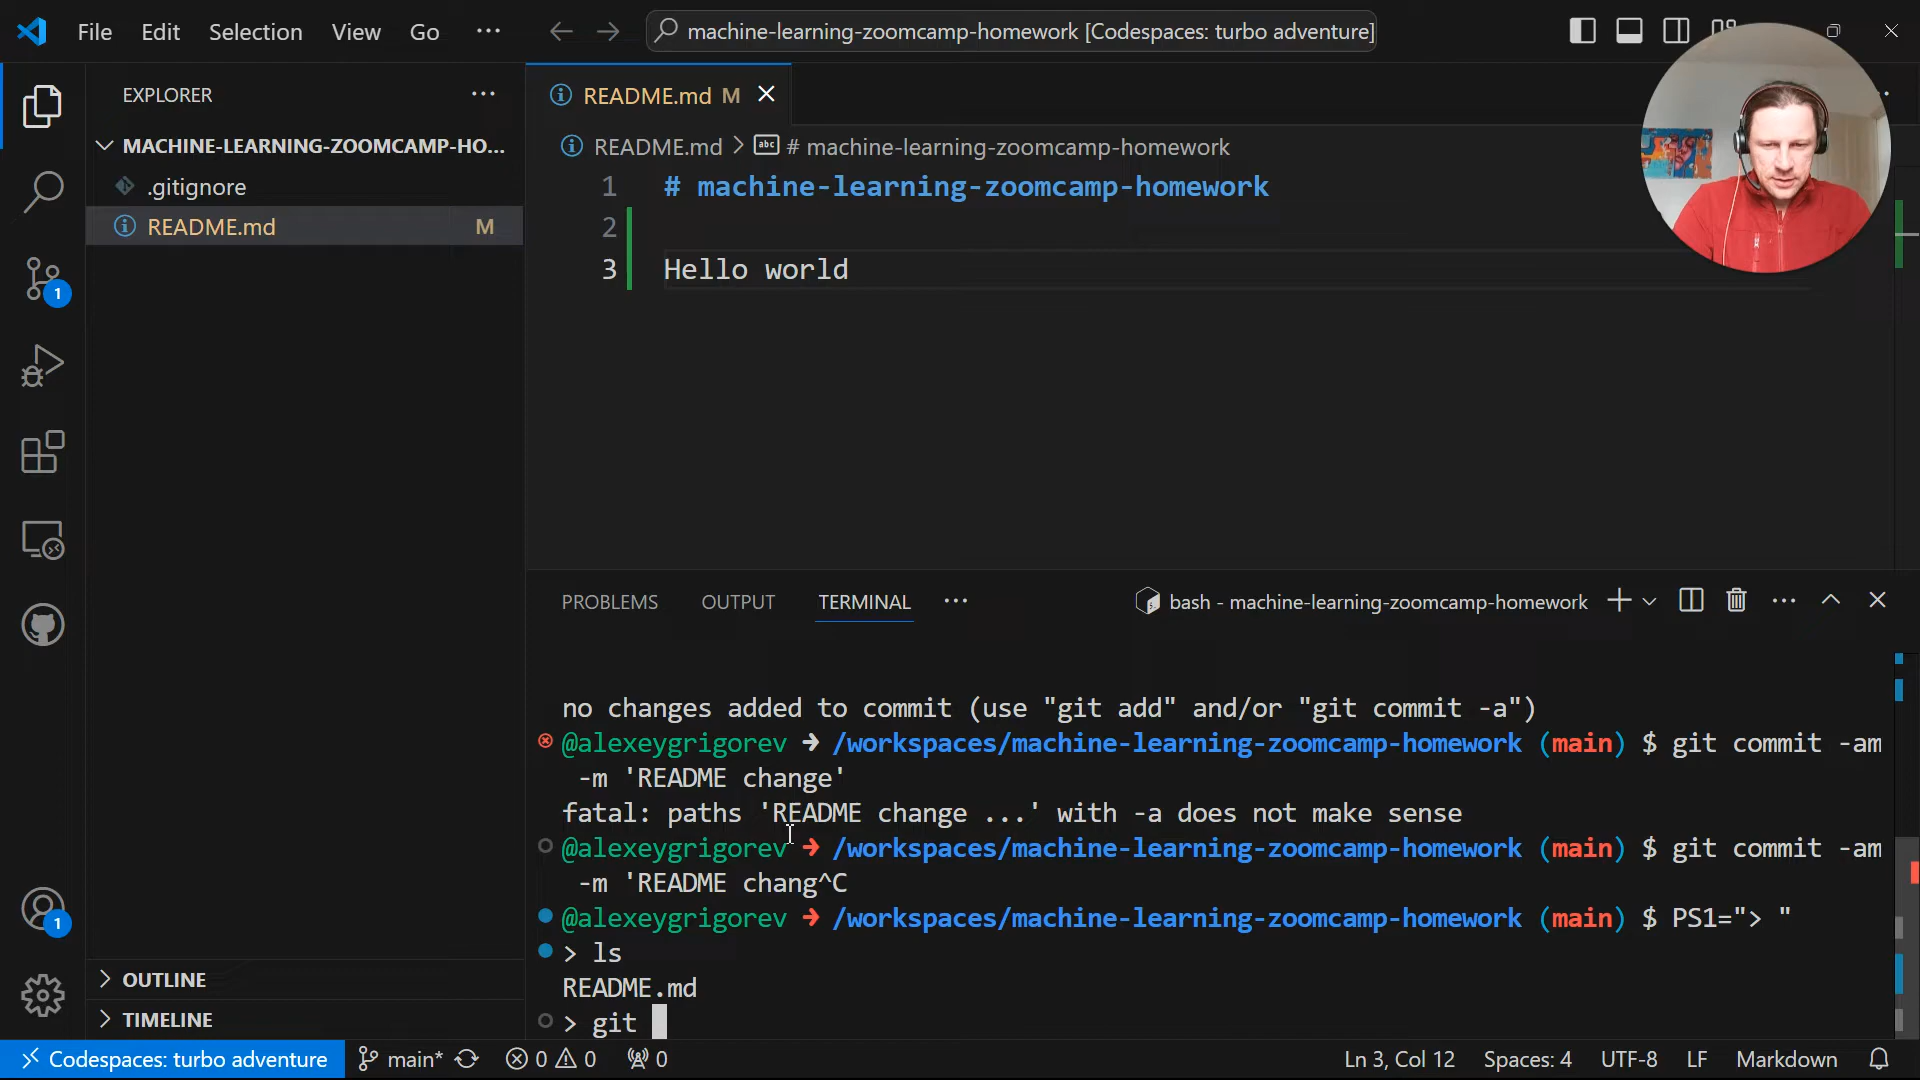 File Edit Selection View Go ···
machine-learning-zoomcamp-homework [Codespaces: turbo adventure]
EXPLORER ···
MACHINE-LEARNING-ZOOMCAMP-HO...
.gitignore
README.md M
1
1
OUTLINE
TIMELINE
README.md M
README.md > # machine-learning-zoomcamp-homework
1 # machine-learning-zoomcamp-homework
2
3 Hello world
PROBLEMS OUTPUT TERMINAL ··· bash - machine-learning-zoomcamp-homework
no changes added to commit (use "git add" and/or "git commit -a")
@alexeygrigorev ➜ /workspaces/machine-learning-zoomcamp-homework (main) $ git commit -am
-m 'README change'
fatal: paths 'README change ...' with -a does not make sense
@alexeygrigorev ➜ /workspaces/machine-learning-zoomcamp-homework (main) $ git commit -am
-m 'README chang^C
@alexeygrigorev ➜ /workspaces/machine-learning-zoomcamp-homework (main) $ PS1="> "
> ls
README.md
> git
Codespaces: turbo adventure main* 0 0 0 Ln 3, Col 12 Spaces: 4 UTF-8 LF Markdown